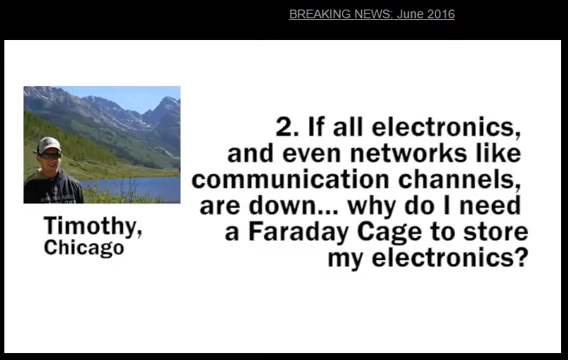 BREAKING NEWS: June 2016
2. If all electronics,
and even networks like
communication channels,
are down... why do I need
a Faraday Cage to store
my electronics?
Timothy,
Chicago